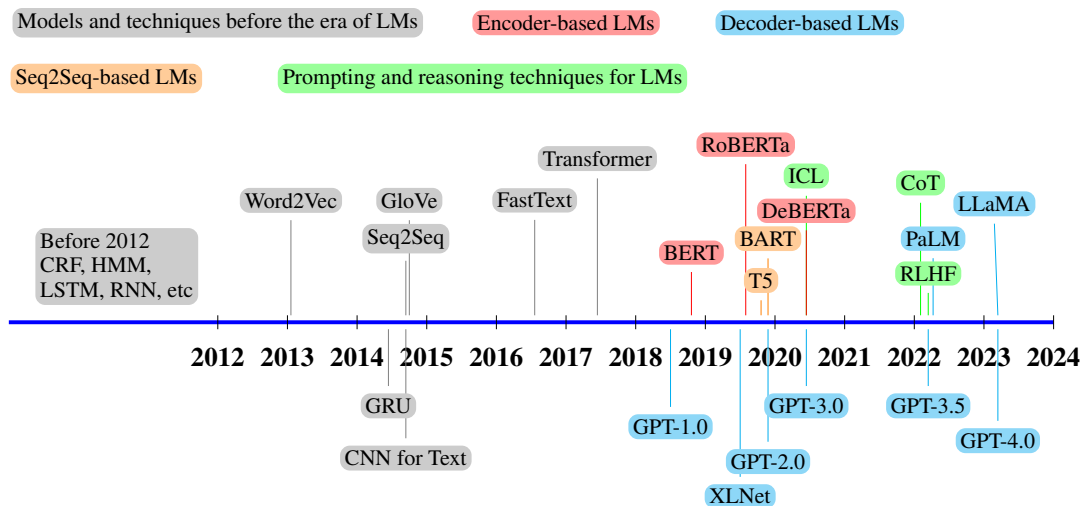 Models and techniques before the era of LMs
Encoder-based LMs
Decoder-based LMs
Seq2Seq-based LMs
Prompting and reasoning techniques for LMs
RoBERTa
Transformer
ICL
CoT
Word2Vec
GloVe
FastText
DeBERTa
LLaMA
Before 2012
CRF, HMM,
LSTM, RNN, etc
Seq2Seq
BERT
BART
PaLM
T5
RLHF
2012
2013
2014
2015
2016
2017
2018
2019
2020
2021
2022
2023
2024
GRU
GPT-1.0
GPT-3.0
GPT-3.5
GPT-4.0
CNN for Text
GPT-2.0
XLNet